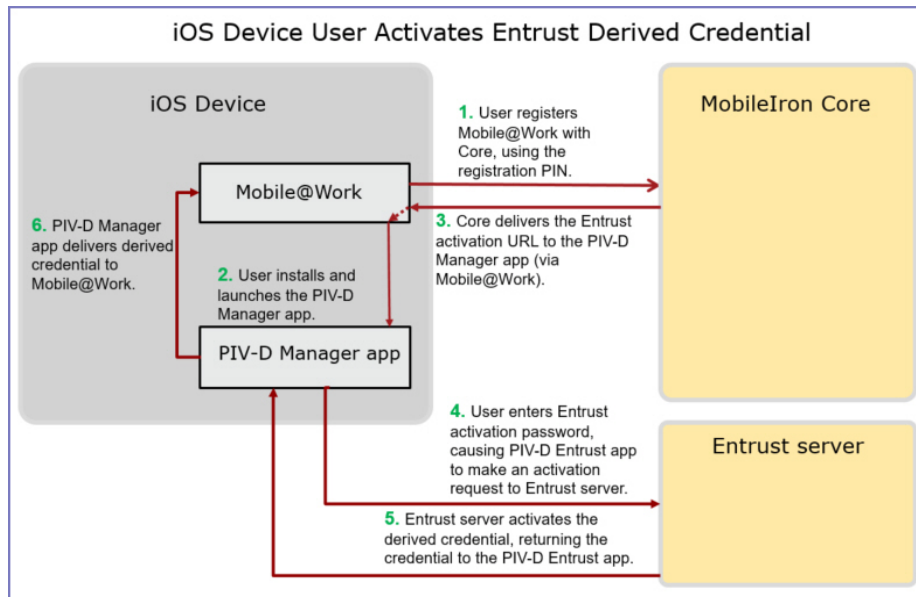 iOS Device User Activates Entrust Derived Credential
iOS Device
MobileIron Core
1. User registers
Mobile@Work with
Core, using the
registration PIN.
Mobile@Work
3. Core delivers the Entrust
activation URL to the PIV-D
Manager app (via
Mobile@Work).
6. PIV-D Manager
app delivers derived
credential to
Mobile@Work.
2. User installs and
launches the PIV-D
Manager app.
PIV-D Manager app
4. User enters Entrust
activation password,
causing PIV-D Entrust app
to make an activation
request to Entrust server.
Entrust server
5. Entrust server activates the
derived credential, returning the
credential to the PIV-D Entrust app.